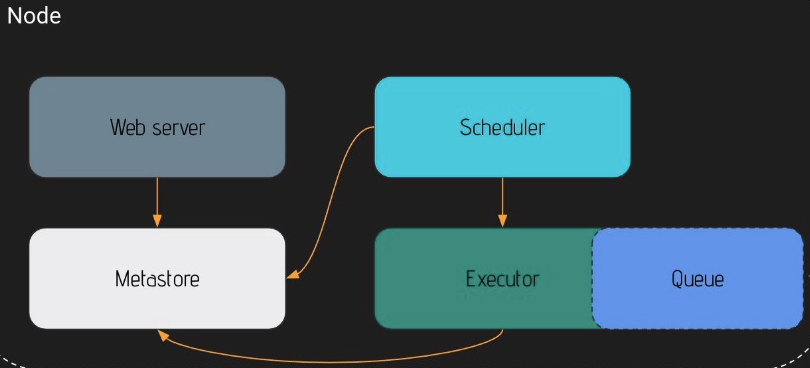 Node
Web server
Scheduler
Metastore
Executor
Queue